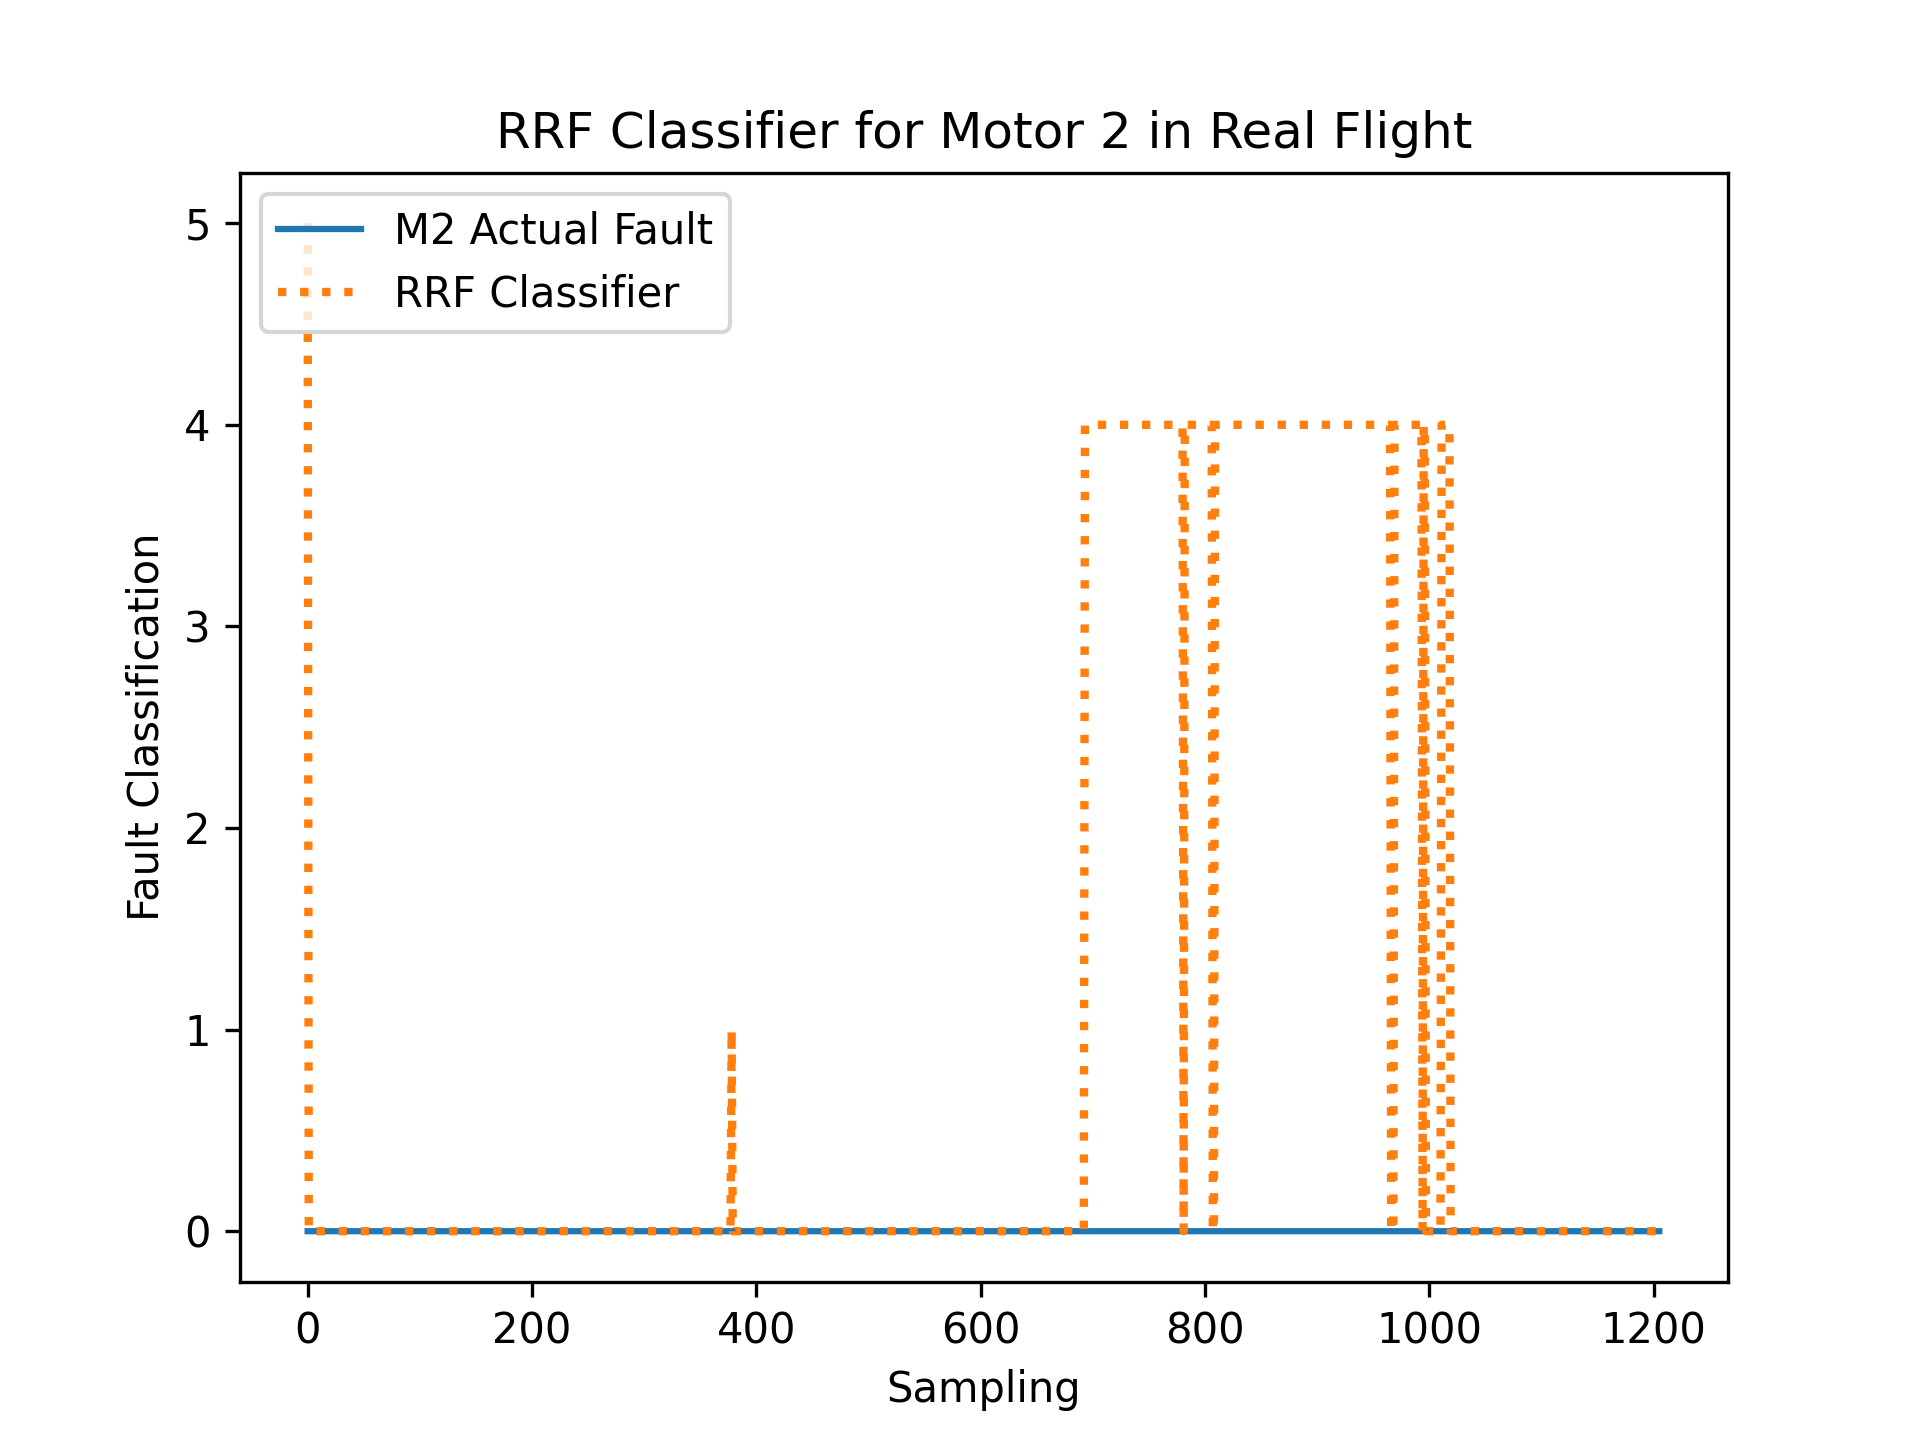 RRF Classifier for Motor 2 in Real Flight
M2 Actual Fault
RRF Classifier
Fault Classification
5
4
3
2
1
0
0 200 400 600 800 1000 1200
Sampling